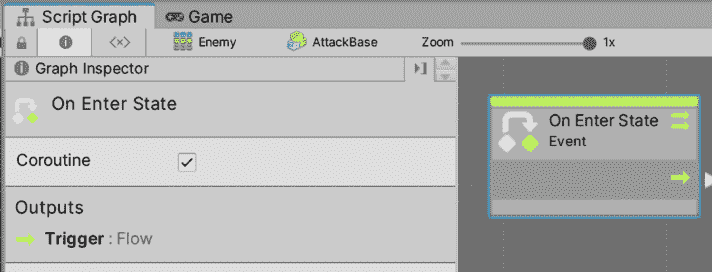 Script Graph
Game
<x>
Enemy
AttackBase
Zoom
1x
Graph Inspector
On Enter State
Coroutine
Outputs
Trigger : Flow
On Enter State
Event